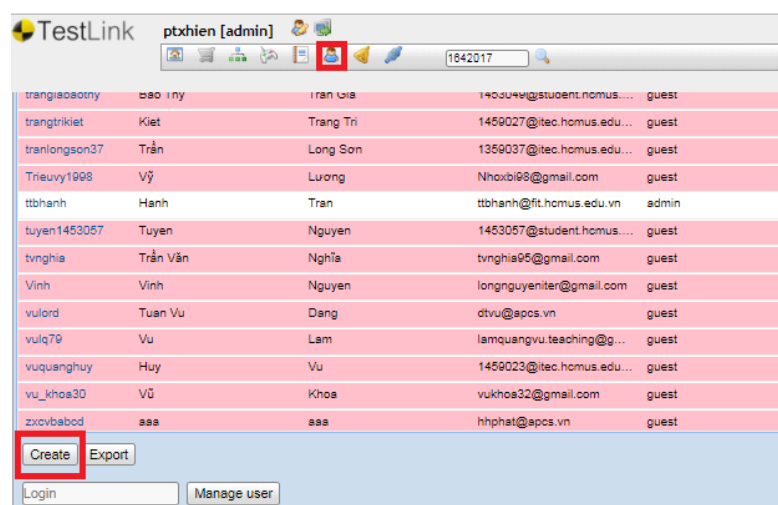 TestLink ptxhien [admin]
1642017
trangiabaothy Bao Thy Tran Gia 1453049@student.hcmus.... guest
trangtrikiet Kiet Trang Tri 1459027@itec.hcmus.edu... guest
tranlongson37 Trần Long Son 1359037@itec.hcmus.edu... guest
Trieuvy1998 Vỹ Lương Nhoxbi98@gmail.com guest
ttbhanh Hanh Tran ttbhanh@fit.hcmus.edu.vn admin
tuyen1453057 Tuyen Nguyen 1453057@student.hcmus.... guest
tvnghia Trần Văn Nghĩa tvnghia95@gmail.com guest
Vinh Vinh Nguyen longnguyeniter@gmail.com guest
vulord Tuan Vu Dang dtvu@apcs.vn guest
vulq79 Vu Lam lamquangvu.teaching@g... guest
vuquanghuy Huy Vu 1459023@itec.hcmus.edu... guest
vu_khoa30 Vũ Khoa vukhoa32@gmail.com guest
zxcvbabcd aaa aaa hhphat@apcs.vn guest
Create Export
Login Manage user